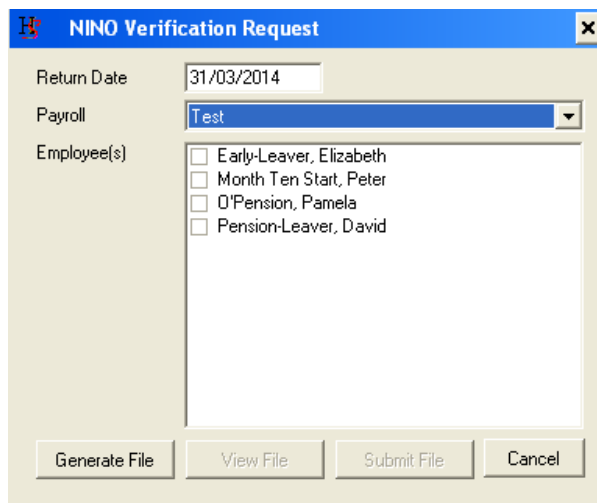 NINO Verification Request
Return Date 31/03/2014
Payroll Test
Employee(s) Early-Leaver, Elizabeth
Month Ten Start, Peter
O'Pension, Pamela
Pension-Leaver, David
Generate File View File Submit File Cancel